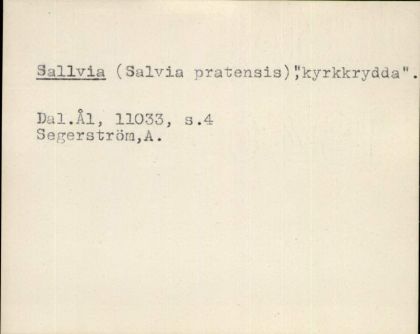 Sallvia (Salvia pratensis),"kyrkkrydda".
Dal.Ål, 11033, s.4
Segerström,A.